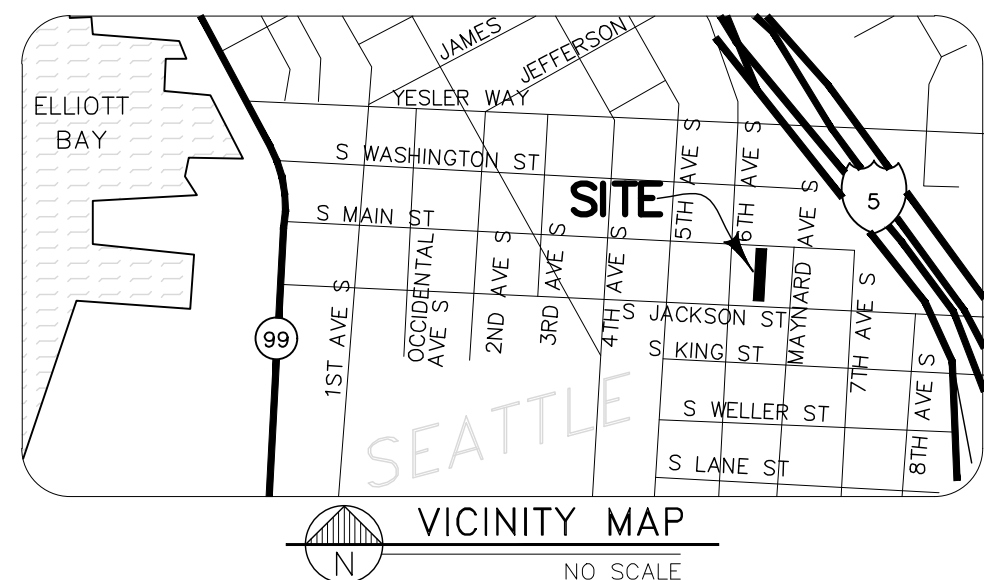 JAMES
JEFFERSON
YESLER WAY
ELLIOTT
BAY
S WASHINGTON ST
5TH AVE S
6TH AVE S
SITE
5
S MAIN ST
MAYNARD AVE S
OCCIDENTAL
AVE S
1ST AVE S
2ND AVE S
3RD AVE S
4TH AVE S
7TH AVE S
S JACKSON ST
99
S KING ST
8TH AVE S
SEATTLE
S WELLER ST
S LANE ST
VICINITY MAP
N
NO SCALE